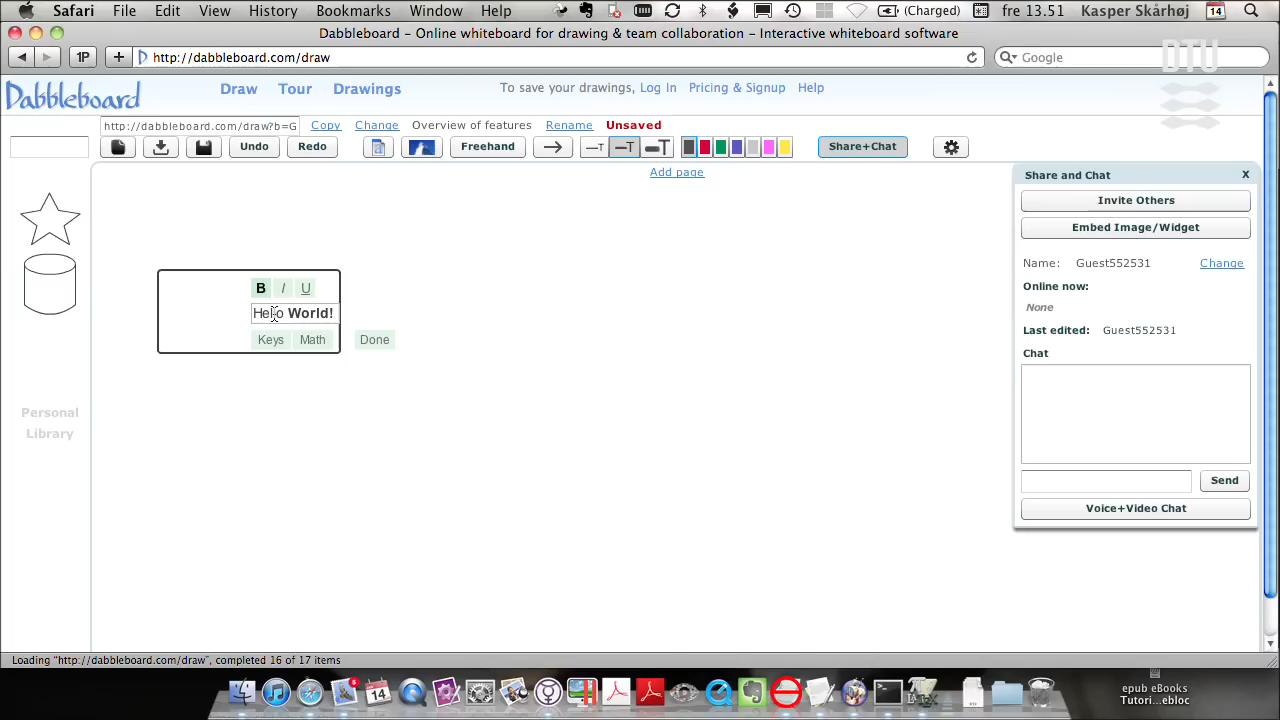 Safari File Edit View History Bookmarks Window Help (Charged) fre 13.51 Kasper Skårhøj 14
Dabbleboard – Online whiteboard for drawing & team collaboration – Interactive whiteboard software
1P + http://dabbleboard.com/draw Google
DTU
Dabbleboard Draw Tour Drawings To save your drawings, Log In Pricing & Signup Help
http://dabbleboard.com/draw?b=G Copy Change Overview of features Rename Unsaved
Undo Redo Freehand T T T Share+Chat
Add page
Share and Chat X
Invite Others
Embed Image/Widget
Name: Guest552531 Change
Online now:
None
Last edited: Guest552531
Chat
Send
Voice+Video Chat
B I U
Hello World!
Keys Math Done
Personal
Library
Loading "http://dabbleboard.com/draw", completed 16 of 17 items
14
epub eBooks
Tutori...ebloc